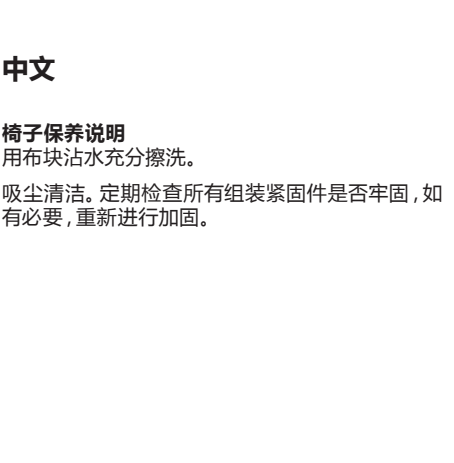 中文
椅子保养说明
用布块沾水充分擦洗。
吸尘清洁。定期检查所有组装紧固件是否牢固，如
有必要，重新进行加固。